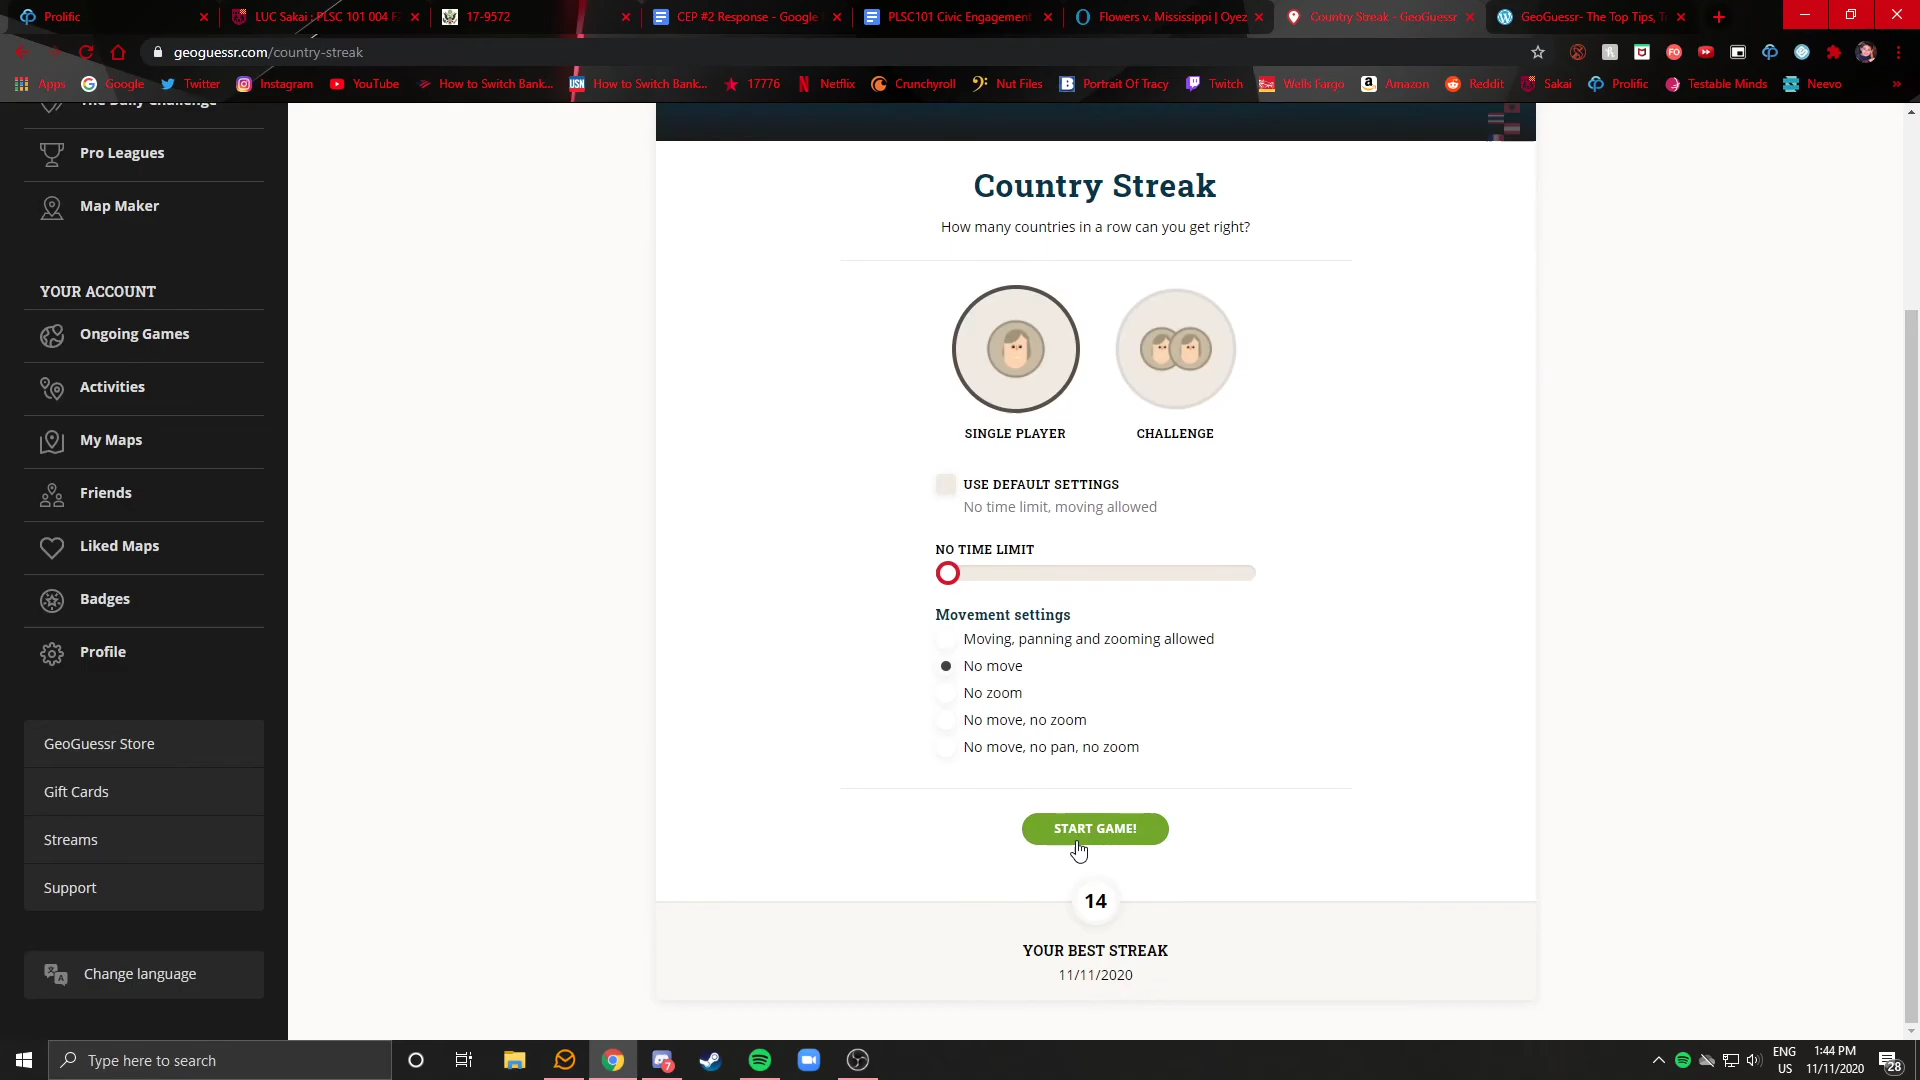 Prolific
LUC Sakai : PLSC 101 004 F
17-9572
CEP #2 Response - Google
PLSC101 Civic Engagement
Flowers v. Mississippi | Oyez
Country Streak - GeoGuessr
GeoGuessr- The Top Tips, T
geoguessr.com/country-streak
Apps
Google
Twitter
Instagram
YouTube
How to Switch Bank...
USN
How to Switch Bank...
17776
Netflix
Crunchyroll
Nut Files
Portrait Of Tracy
Twitch
Wells Fargo
Amazon
Reddit
Sakai
Prolific
Testable Minds
Neevo
The Daily Challenge
Pro Leagues
Map Maker
YOUR ACCOUNT
Ongoing Games
Activities
My Maps
Friends
Liked Maps
Badges
Profile
GeoGuessr Store
Gift Cards
Streams
Support
Change language
Country Streak
How many countries in a row can you get right?
SINGLE PLAYER
CHALLENGE
USE DEFAULT SETTINGS
No time limit, moving allowed
NO TIME LIMIT
Movement settings
Moving, panning and zooming allowed
No move
No zoom
No move, no zoom
No move, no pan, no zoom
START GAME!
14
YOUR BEST STREAK
11/11/2020
Type here to search
7
ENG
US
1:44 PM
11/11/2020
28